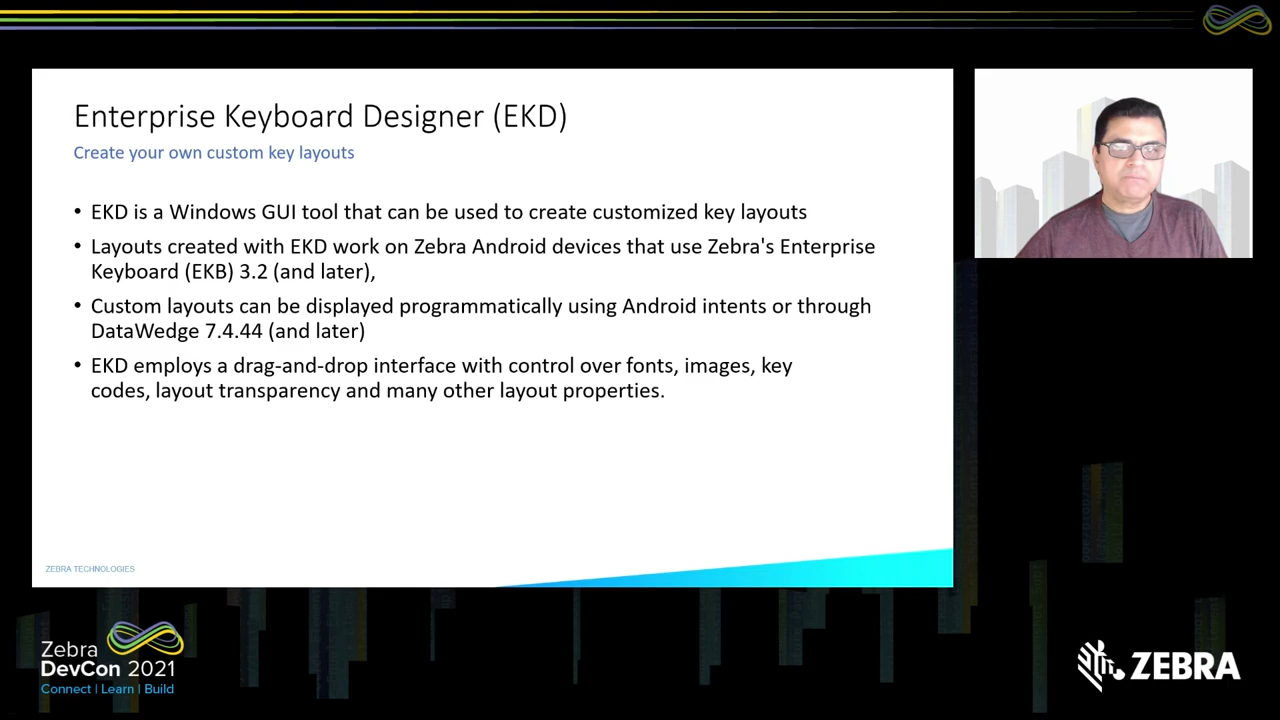 Enterprise Keyboard Designer (EKD)
Create your own custom key layouts
• EKD is a Windows GUI tool that can be used to create customized key layouts
• Layouts created with EKD work on Zebra Android devices that use Zebra's Enterprise
Keyboard (EKB) 3.2 (and later),
• Custom layouts can be displayed programmatically using Android intents or through
DataWedge 7.4.44 (and later)
• EKD employs a drag-and-drop interface with control over fonts, images, key
codes, layout transparency and many other layout properties.
ZEBRA TECHNOLOGIES
Zebra
DevCon 2021
Connect | Learn | Build
ZEBRA